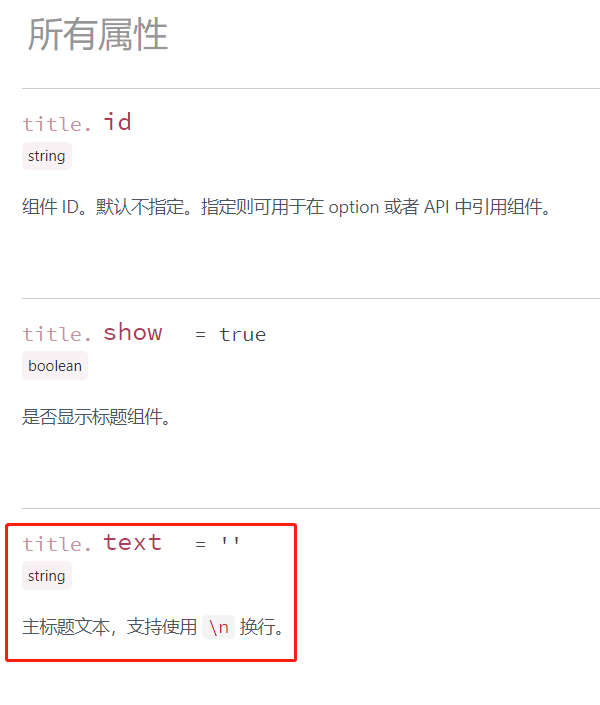 所有属性
title. id
string
组件 ID。默认不指定。指定则可用于在 option 或者 API 中引用组件。
title. show = true
boolean
是否显示标题组件。
title. text = ''
string
主标题文本，支持使用 \n 换行。